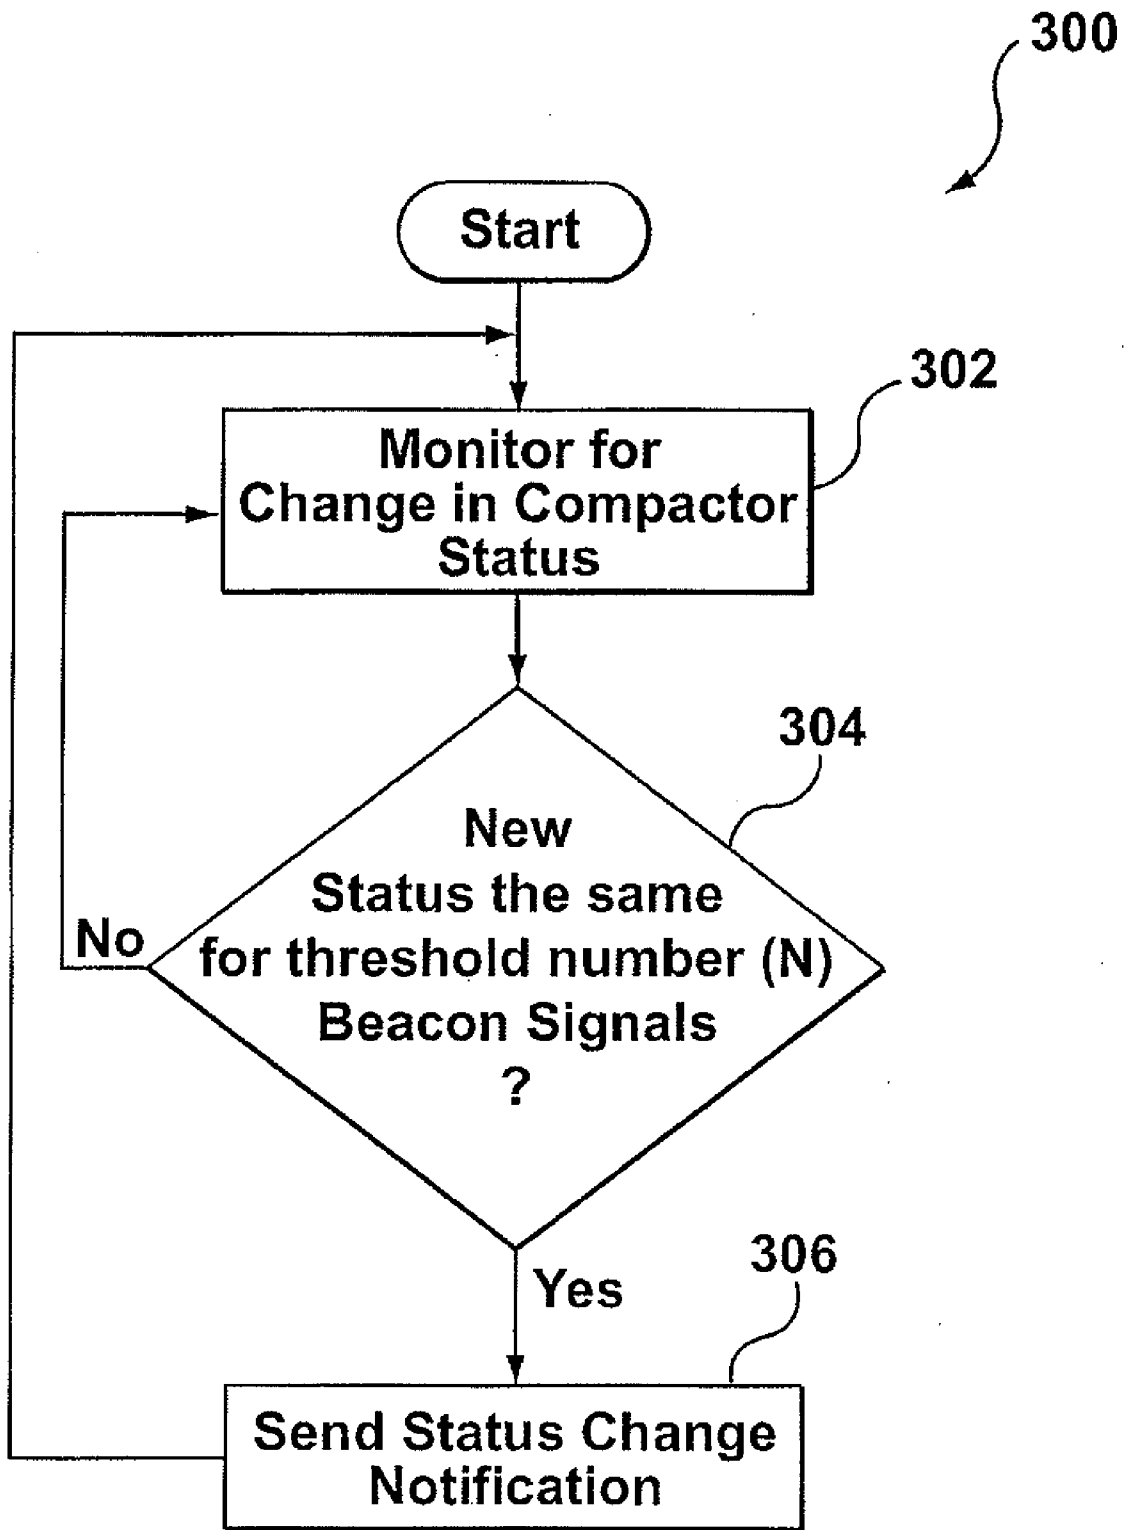 300
Start
302
Monitor for
Change in Compactor
Status
304
New
Status the same
for threshold number (N)
Beacon Signals
?
No
306
Yes
Send Status Change
Notification